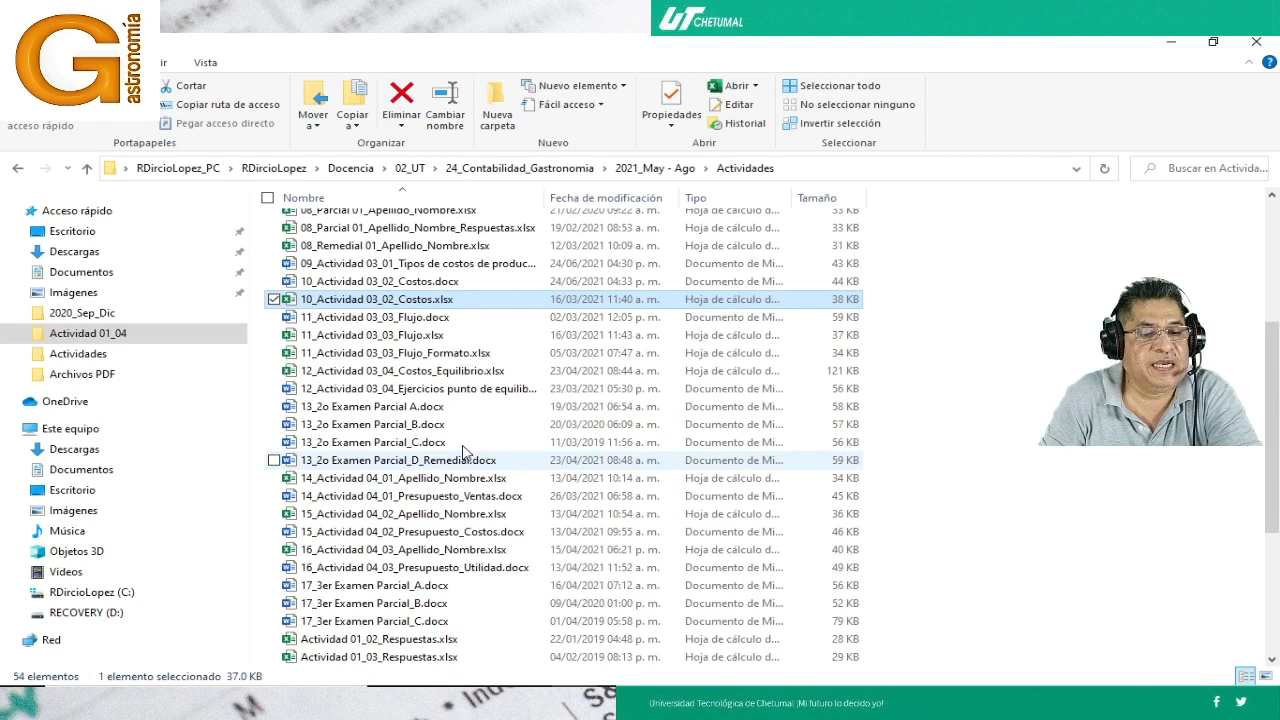 Gastronomía
UT CHETUMAL
Vista
acceso rápido
Cortar
Copiar ruta de acceso
Pegar acceso directo
Portapapeles
Mover a
Copiar a
Eliminar
Cambiar nombre
Organizar
Nueva carpeta
Nuevo elemento
Fácil acceso
Nuevo
Propiedades
Abrir
Editar
Historial
Abrir
Seleccionar todo
No seleccionar ninguno
Invertir selección
Seleccionar
RDircioLopez_PC > RDircioLopez > Docencia > 02_UT > 24_Contabilidad_Gastronomia > 2021_May - Ago > Actividades
Buscar en Activida...
Acceso rápido
Escritorio
Descargas
Documentos
Imágenes
2020_Sep_Dic
Actividad 01_04
Actividades
Archivos PDF
OneDrive
Este equipo
Descargas
Documentos
Escritorio
Imágenes
Música
Objetos 3D
Videos
RDircioLopez (C:)
RECOVERY (D:)
Red
Nombre Fecha de modificación Tipo Tamaño
08_Parcial 01_Apellido_Nombre.xlsx 21/02/2020 09:22 a. m. Hoja de cálculo d... 33 KB
08_Parcial 01_Apellido_Nombre_Respuestas.xlsx 19/02/2021 08:53 a. m. Hoja de cálculo d... 33 KB
08_Remedial 01_Apellido_Nombre.xlsx 12/03/2021 10:09 a. m. Hoja de cálculo d... 31 KB
09_Actividad 03_01_Tipos de costos de produc... 24/06/2021 04:30 p. m. Documento de Mi... 43 KB
10_Actividad 03_02_Costos.docx 24/06/2021 04:33 p. m. Documento de Mi... 44 KB
10_Actividad 03_02_Costos.xlsx 16/03/2021 11:40 a. m. Hoja de cálculo d... 38 KB
11_Actividad 03_03_Flujo.docx 02/03/2021 12:05 p. m. Documento de Mi... 59 KB
11_Actividad 03_03_Flujo.xlsx 16/03/2021 11:43 a. m. Hoja de cálculo d... 37 KB
11_Actividad 03_03_Flujo_Formato.xlsx 05/03/2021 07:47 a. m. Hoja de cálculo d... 34 KB
12_Actividad 03_04_Costos_Equilibrio.xlsx 23/04/2021 08:44 a. m. Hoja de cálculo d... 121 KB
12_Actividad 03_04_Ejercicios punto de equilib... 23/03/2021 05:30 p. m. Documento de Mi... 56 KB
13_2o Examen Parcial A.docx 19/03/2021 06:54 a. m. Documento de Mi... 58 KB
13_2o Examen Parcial_B.docx 20/03/2020 06:09 a. m. Documento de Mi... 57 KB
13_2o Examen Parcial_C.docx 11/03/2019 11:56 a. m. Documento de Mi... 56 KB
13_2o Examen Parcial_D_Remedial.docx 23/04/2021 08:48 a. m. Documento de Mi... 59 KB
14_Actividad 04_01_Apellido_Nombre.xlsx 13/04/2021 10:14 a. m. Hoja de cálculo d... 34 KB
14_Actividad 04_01_Presupuesto_Ventas.docx 26/03/2021 06:58 a. m. Documento de Mi... 45 KB
15_Actividad 04_02_Apellido_Nombre.xlsx 13/04/2021 10:54 a. m. Hoja de cálculo d... 36 KB
15_Actividad 04_02_Presupuesto_Costos.docx 13/04/2021 09:55 a. m. Documento de Mi... 46 KB
16_Actividad 04_03_Apellido_Nombre.xlsx 15/04/2021 06:21 p. m. Hoja de cálculo d... 40 KB
16_Actividad 04_03_Presupuesto_Utilidad.docx 13/04/2021 11:52 a. m. Documento de Mi... 49 KB
17_3er Examen Parcial_A.docx 16/04/2021 07:12 a. m. Documento de Mi... 56 KB
17_3er Examen Parcial_B.docx 09/04/2020 01:00 p. m. Documento de Mi... 52 KB
17_3er Examen Parcial_C.docx 01/04/2019 05:58 p. m. Documento de Mi... 79 KB
Actividad 01_02_Respuestas.xlsx 22/01/2019 04:48 p. m. Hoja de cálculo d... 28 KB
Actividad 01_03_Respuestas.xlsx 04/02/2019 08:13 p. m. Hoja de cálculo d... 29 KB
54 elementos 1 elemento seleccionado 37.0 KB
Universidad Tecnológica de Chetumal ¡Mi futuro lo decido yo!